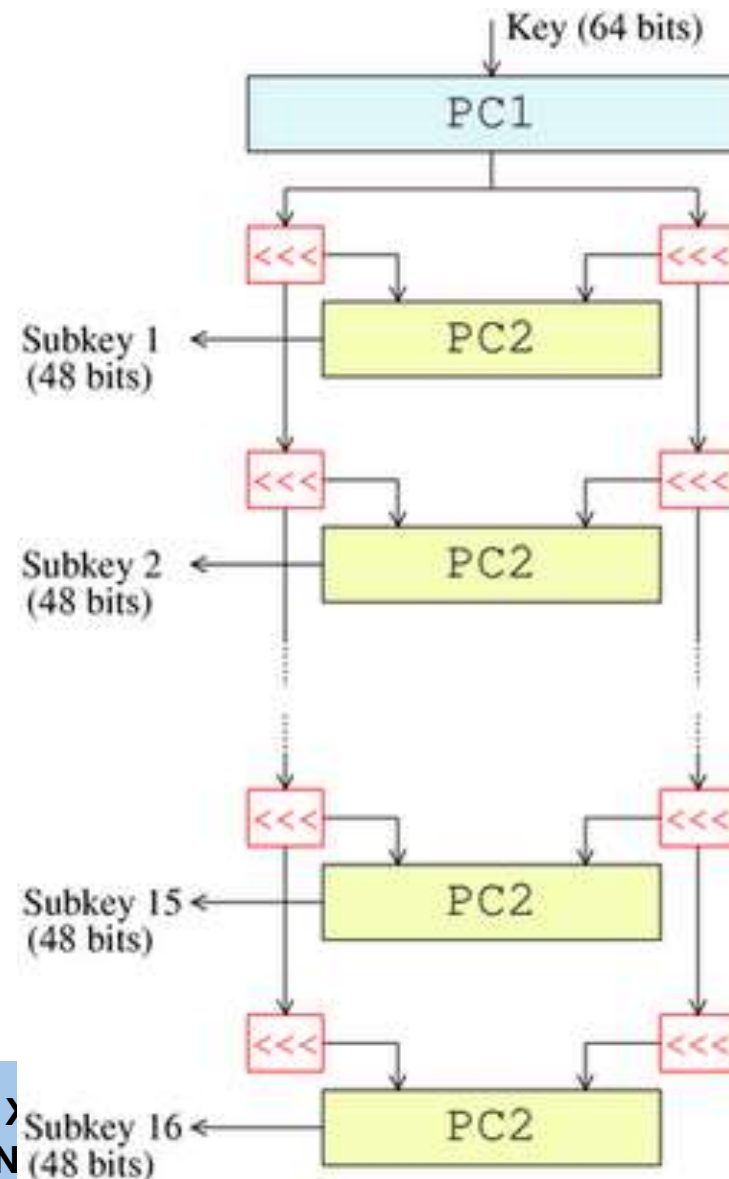 Key (64 bits)
PC1
<<<
<<<
Subkey 1
(48 bits)
PC2
<<<
<<<
Subkey 2
(48 bits)
PC2
<<<
<<<
Subkey 15
(48 bits)
PC2
<<<
<<<
Subkey 16
(48 bits)
PC2
N